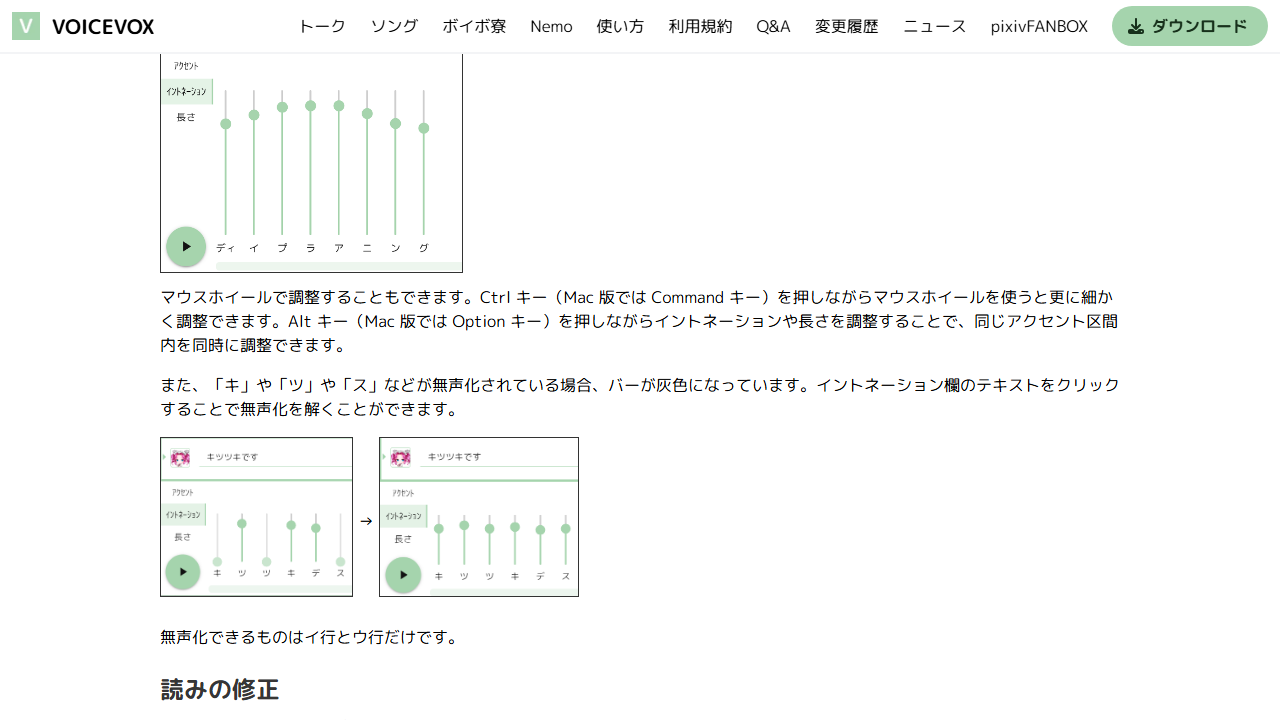 V VOICEVOX トーク ソング ボイボ寮 Nemo 使い方 利用規約 Q&A 変更履歴 ニュース pixivFANBOX ダウンロード
アクセント
イントネーション
長さ
ディ イ プ ラ ア ニ ン グ
マウスホイールで調整することもできます。Ctrl キー（Mac 版では Command キー）を押しながらマウスホイールを使うと更に細か
く調整できます。Alt キー（Mac 版では Option キー）を押しながらイントネーションや長さを調整することで、同じアクセント区間
内を同時に調整できます。
また、「キ」や「ツ」や「ス」などが無声化されている場合、バーが灰色になっています。イントネーション欄のテキストをクリック
することで無声化を解くことができます。
キツツキです
アクセント
イントネーション
長さ
キ ツ ツ キ デ ス
→
キツツキです
アクセント
イントネーション
長さ
キ ツ ツ キ デ ス
無声化できるものはイ行とウ行だけです。
読みの修正